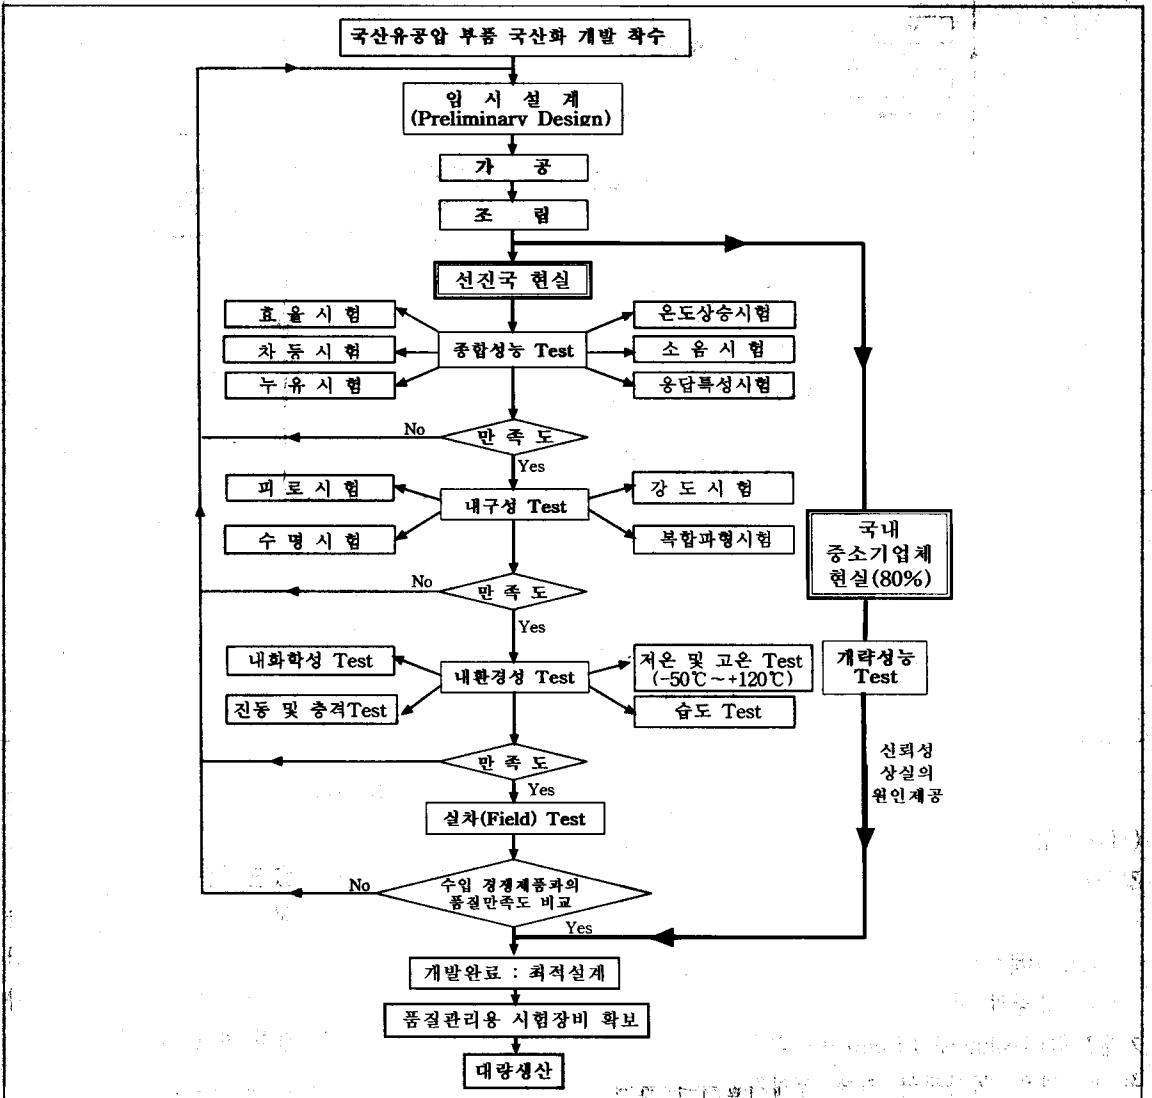 국산유공압 부품 국산화 개발 착수
임 시 설 계
(Preliminary Design)
가 공
조 립
선진국 현실
효 율 시 험
온도상승시험
차 등 시 험
종합성능 Test
소 음 시 험
누 유 시 험
응답특성시험
No
만 족 도
Yes
피 로 시 험
강 도 시 험
내구성 Test
수 명 시 험
복합파형시험
국내
중소기업체
현실(80%)
No
만 족 도
Yes
내화학성 Test
저온 및 고온 Test
(-50℃～+120℃)
개략성능
Test
내환경성 Test
진동 및 충격Test
습도 Test
만 족 도
신뢰성
상실의
원인제공
Yes
실차(Field) Test
No
수입 경쟁제품과의
품질만족도 비교
Yes
개발완료 : 최적설계
품질관리용 시험장비 확보
대량생산